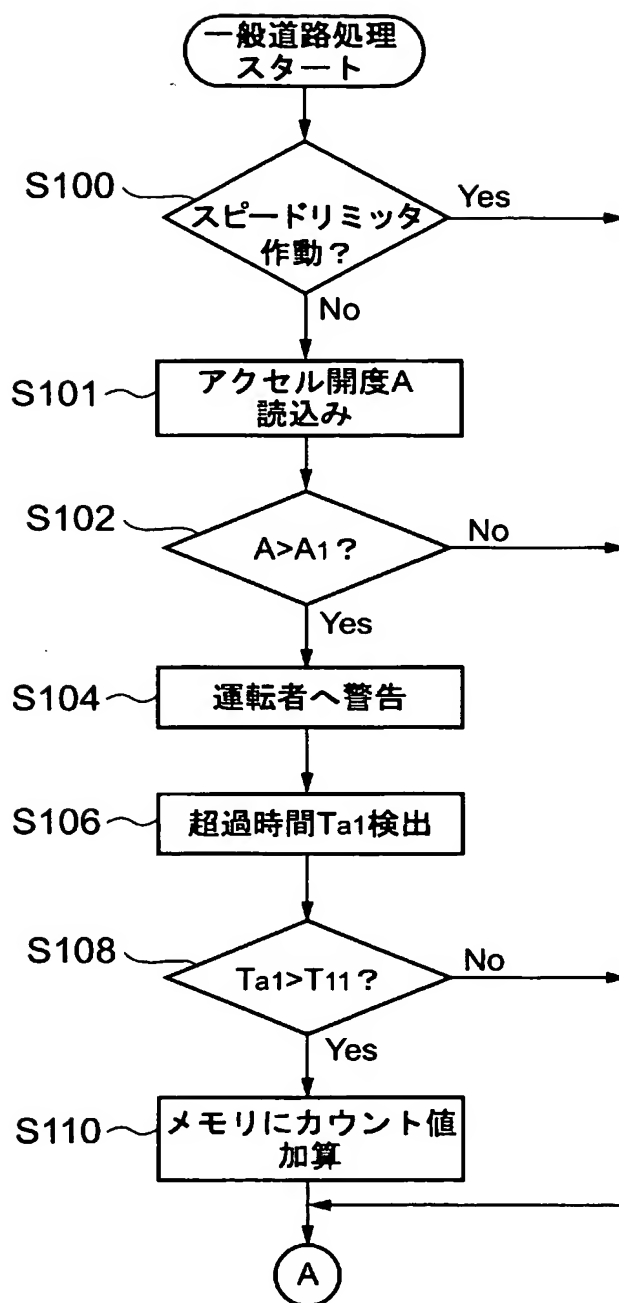 一般道路処理
スタート
S100
スピードリミッタ
作動?
Yes
No
S101
アクセル開度A
読込み
S102
A>A1?
No
Yes
S104
運転者へ警告
S106
超過時間Ta1検出
S108
Ta1>T11?
No
Yes
S110
メモリにカウント値
加算
A